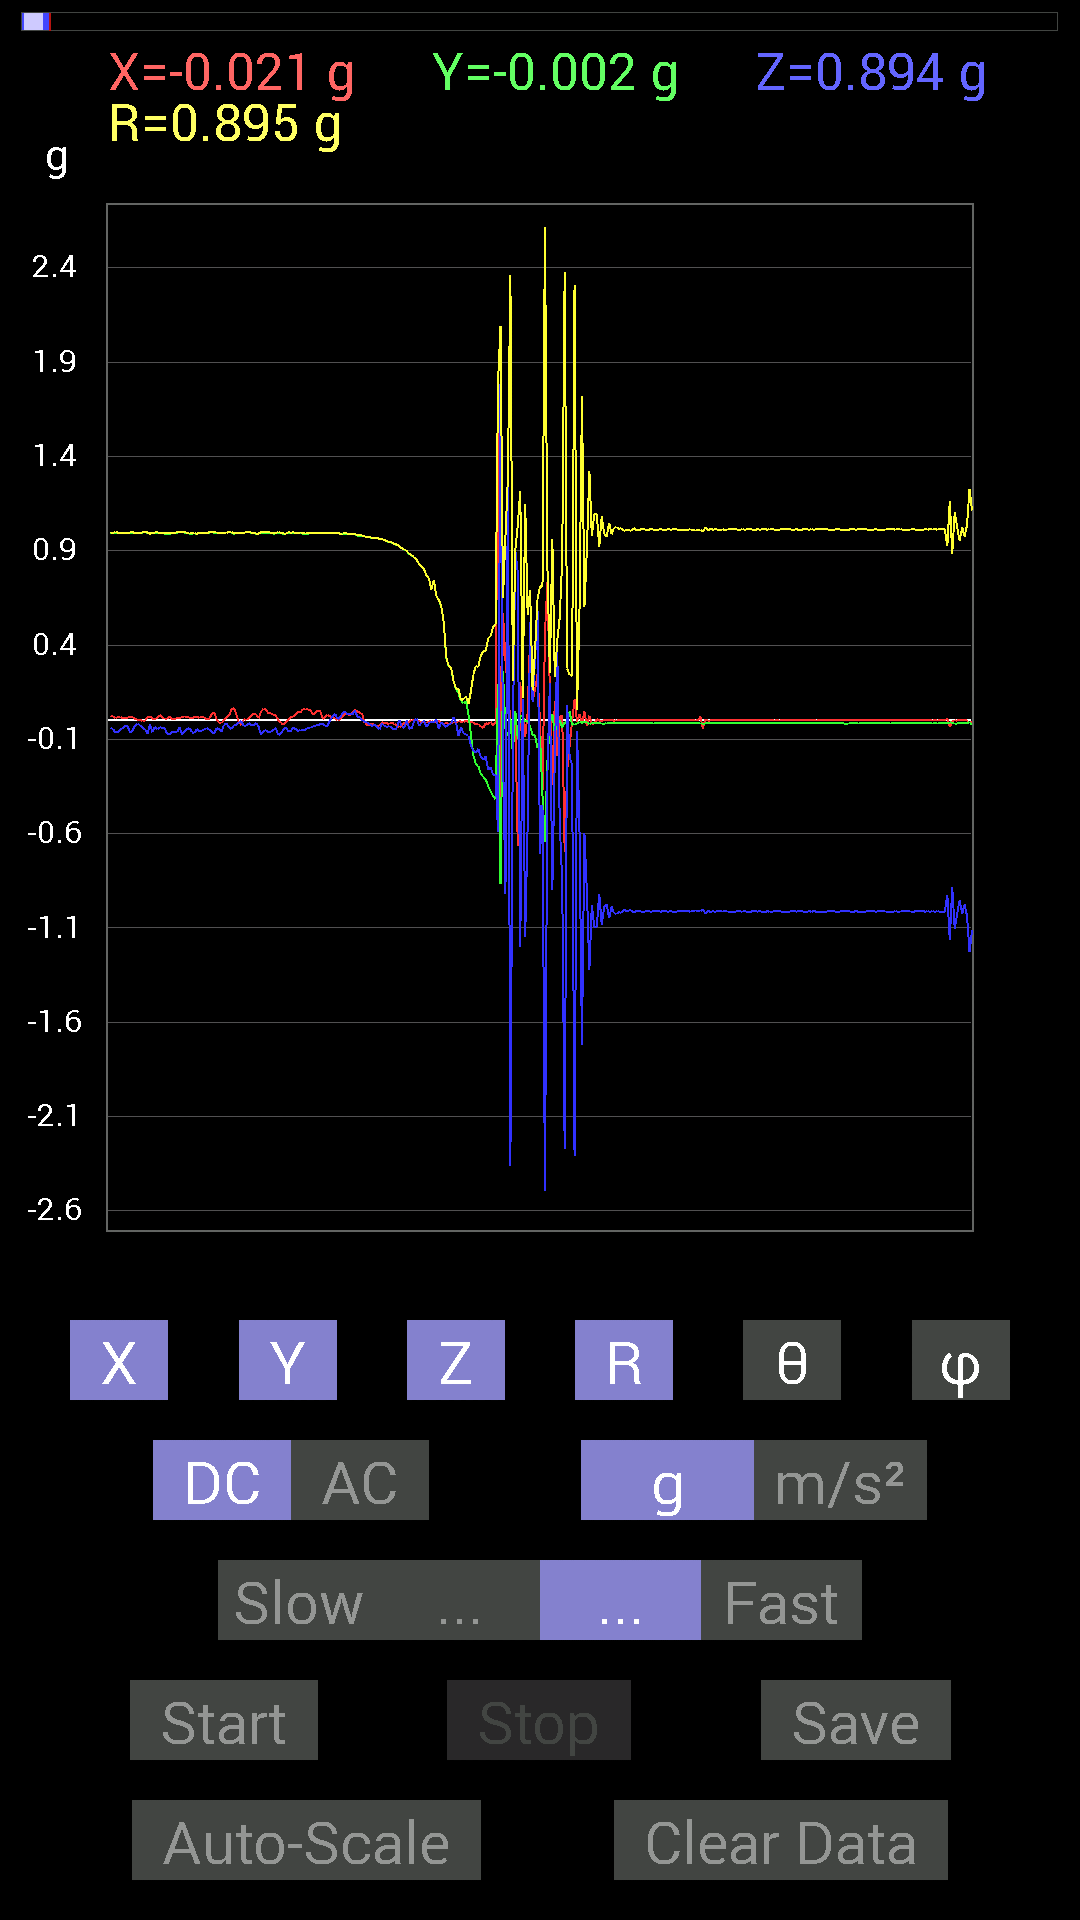 X=-0.021 g Y=-0.002 g Z=0.894 g
R=0.895 g
g
2.4
1.9
1.4
0.9
0.4
-0.1
-0.6
-1.1
-1.6
-2.1
-2.6
X Y Z R θ φ
DC AC g m/s²
Slow ... ... Fast
Start Stop Save
Auto-Scale Clear Data